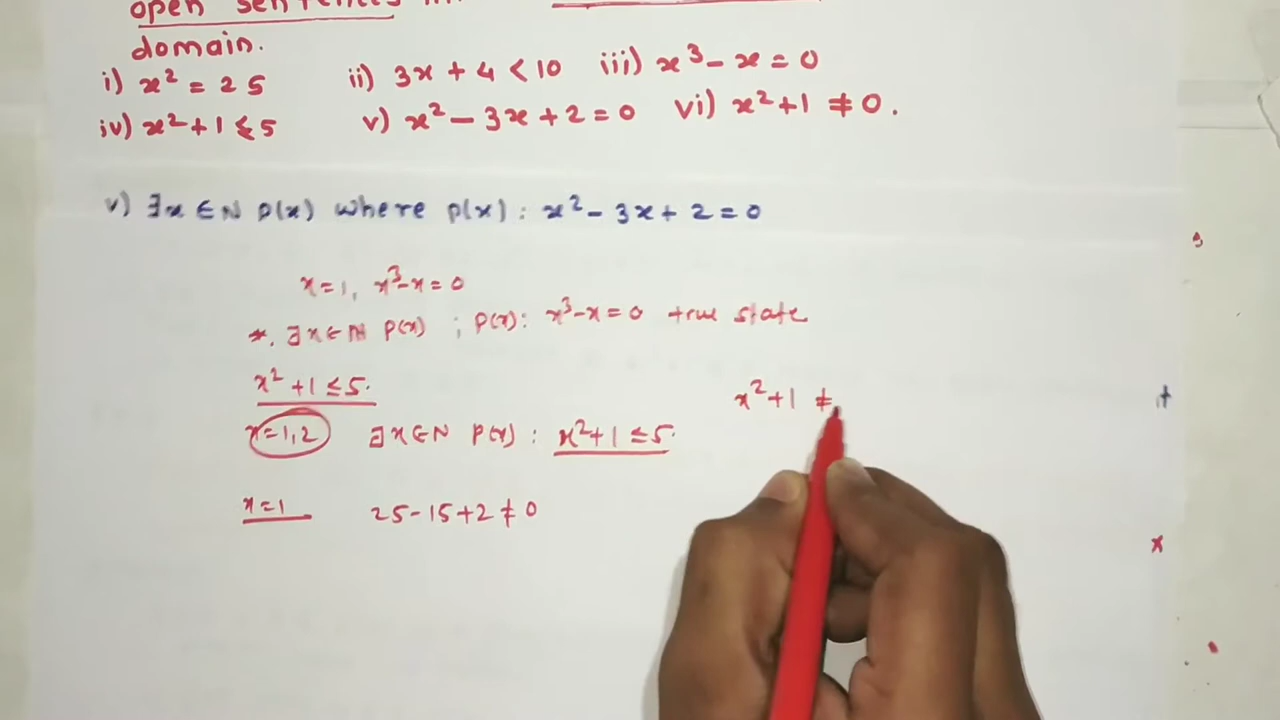 open sentences
domain.
i) x² = 25 ii) 3x + 4 < 10 iii) x³ - x = 0
iv) x² + 1 ≤ 5 v) x² - 3x + 2 = 0 vi) x² + 1 ≠ 0.
v) ∃x ∈ N p(x) where p(x) : x² - 3x + 2 = 0
x=1, x³-x=0
∃x∈N p(x) ; p(x): x³-x=0 true state
x²+1 ≤ 5.
x²+1 ≠
x=1,2 ∃x∈N p(x) : x²+1 ≤ 5.
x=1 25-15+2 ≠ 0